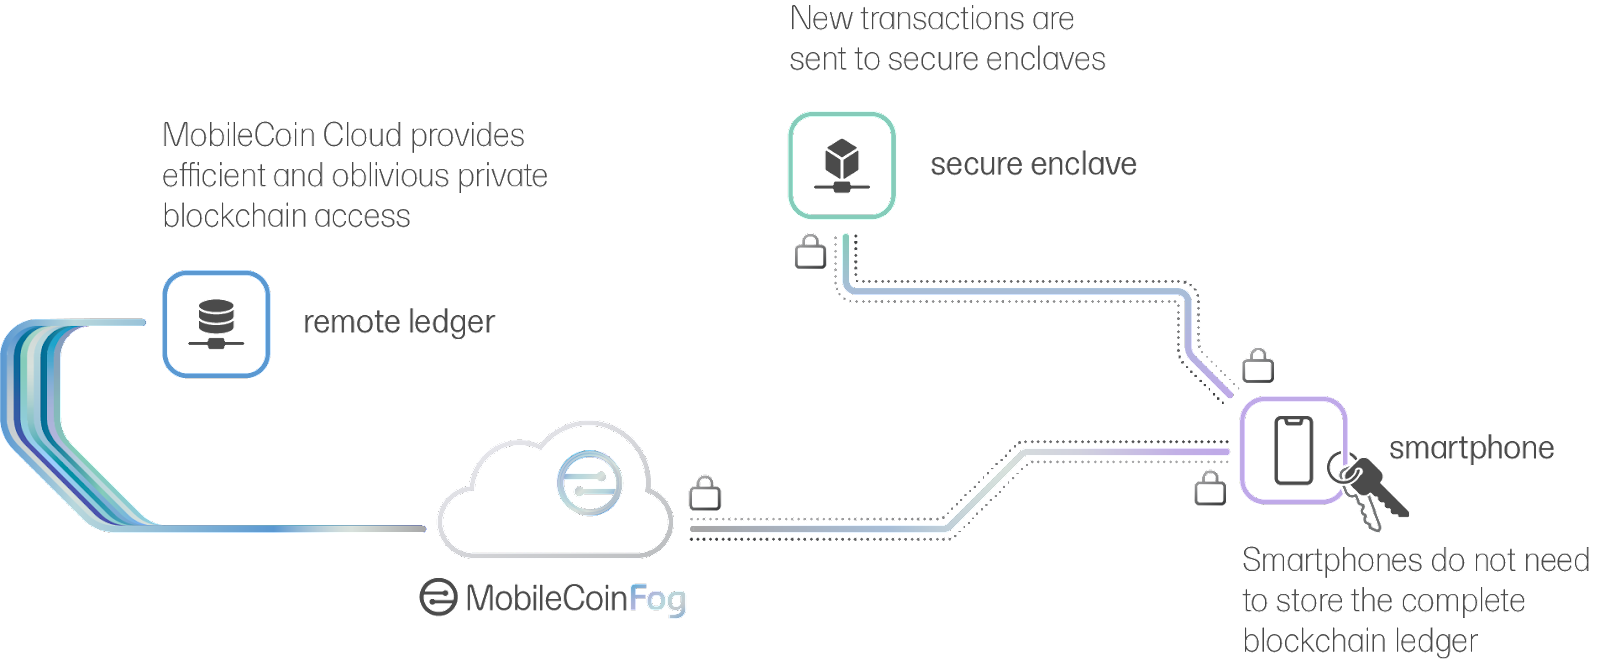 New transactions are
sent to secure enclaves
MobileCoin Cloud provides
efficient and oblivious private
blockchain access
secure enclave
remote ledger
smartphone
MobileCoinFog
Smartphones do not need
to store the complete
blockchain ledger